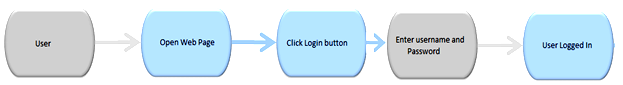 User
Open Web Page
Click Login button
Enter username and
Password
User Logged In